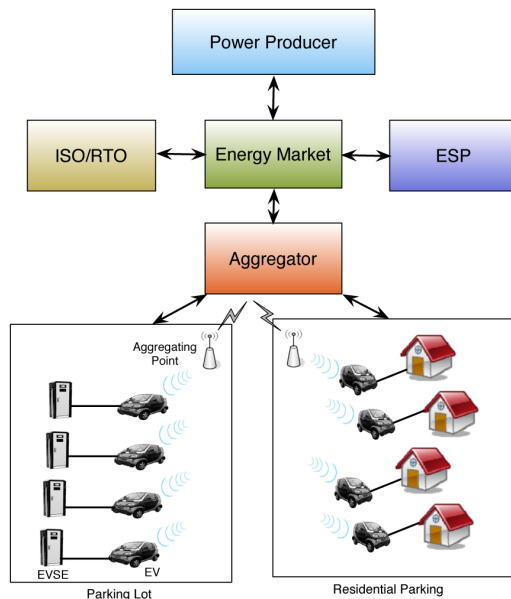 Power Producer
ISO/RTO
Energy Market
ESP
Aggregator
Aggregating
Point
EVSE
EV
Parking Lot
Residential Parking